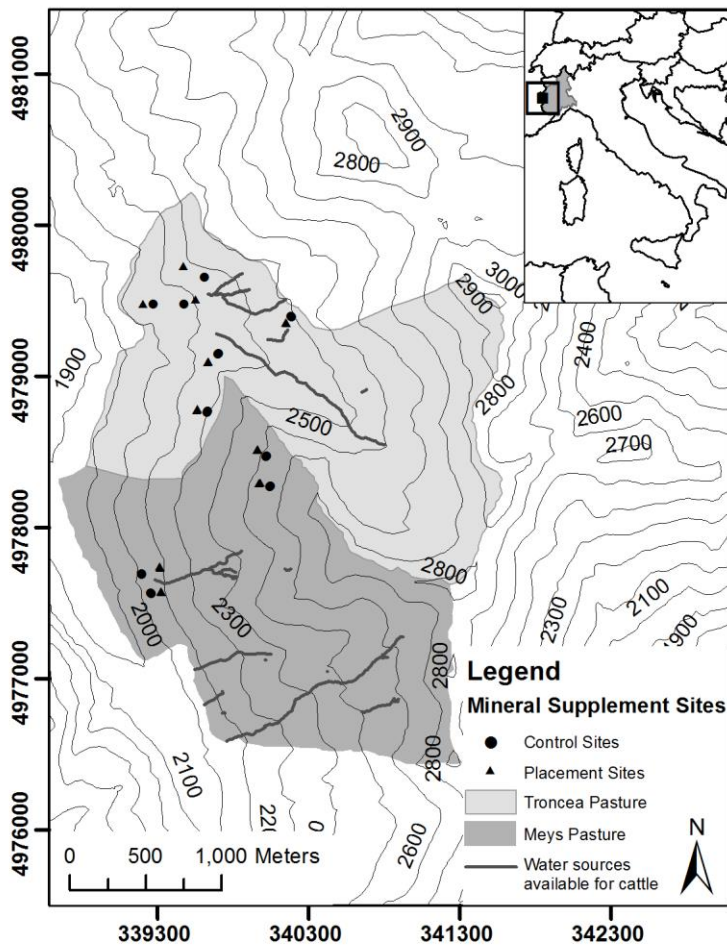 4981000
4980000
4979000
4978000
4977000
4976000
2900
2800
3000
2900
2400
1900
2800
2600
2500
2700
2800
2000
2300
2300
2100
2800
2100
2800
220
0
2600
Legend
Mineral Supplement Sites
Control Sites
Placement Sites
Troncea Pasture
Meys Pasture
Water sources
available for cattle
N
0 500 1,000 Meters
339300 340300 341300 342300